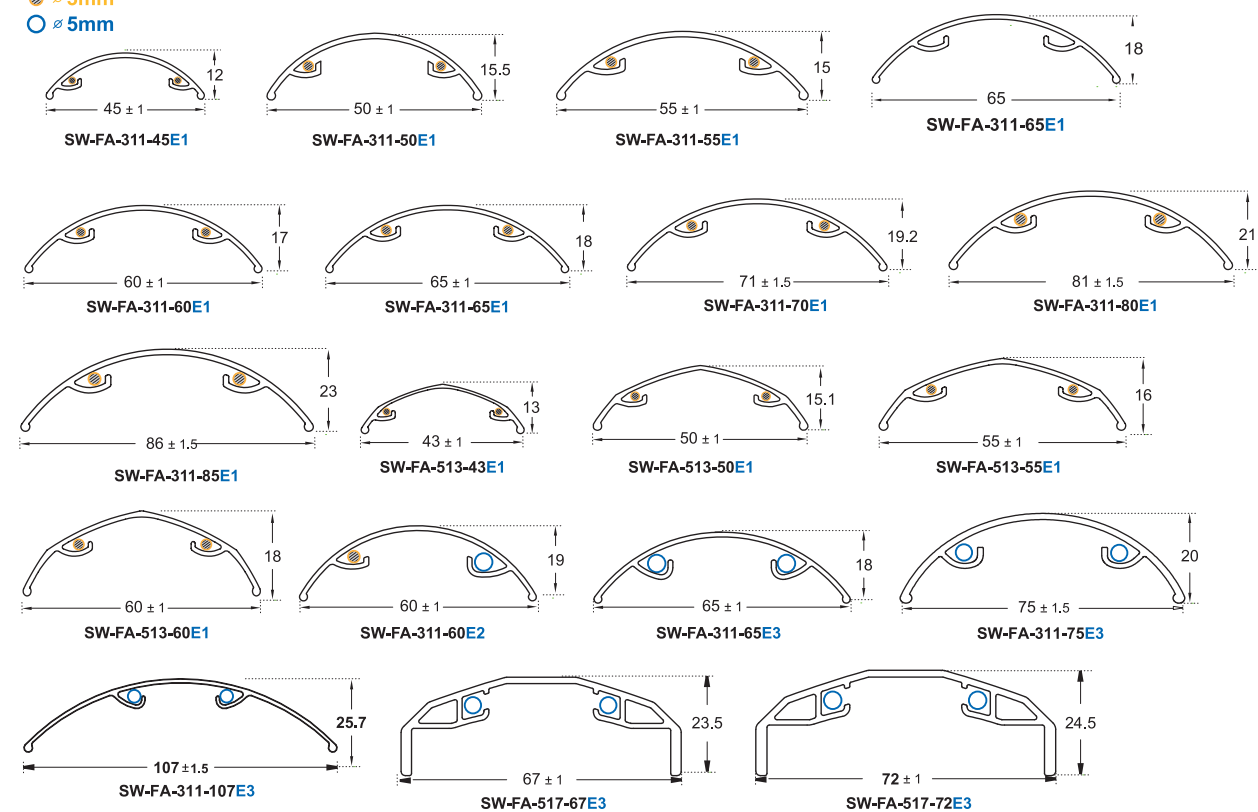 ⌀ 5mm
⌀ 5mm
12
15.5
15
18
45 ± 1
50 ± 1
55 ± 1
65
SW-FA-311-45E1
SW-FA-311-50E1
SW-FA-311-55E1
SW-FA-311-65E1
17
18
19.2
21
60 ± 1
65 ± 1
71 ± 1.5
81 ± 1.5
SW-FA-311-60E1
SW-FA-311-65E1
SW-FA-311-70E1
SW-FA-311-80E1
23
13
15.1
16
86 ± 1.5
43 ± 1
50 ± 1
55 ± 1
SW-FA-311-85E1
SW-FA-513-43E1
SW-FA-513-50E1
SW-FA-513-55E1
18
19
18
20
60 ± 1
60 ± 1
65 ± 1
75 ± 1.5
SW-FA-513-60E1
SW-FA-311-60E2
SW-FA-311-65E3
SW-FA-311-75E3
25.7
23.5
24.5
107 ±1.5
67 ± 1
72 ± 1
SW-FA-311-107E3
SW-FA-517-67E3
SW-FA-517-72E3